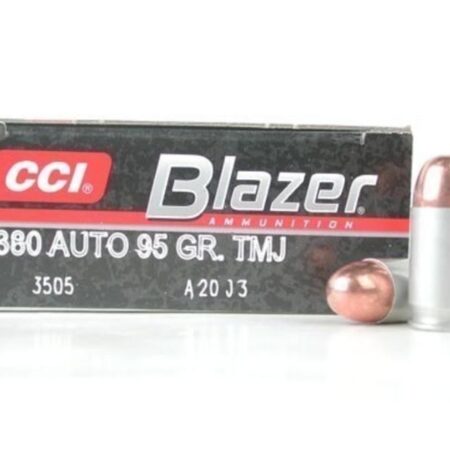 CCI®
Blazer®
AMMUNITION
380 AUTO 95 GR. TMJ
3505 A20J3